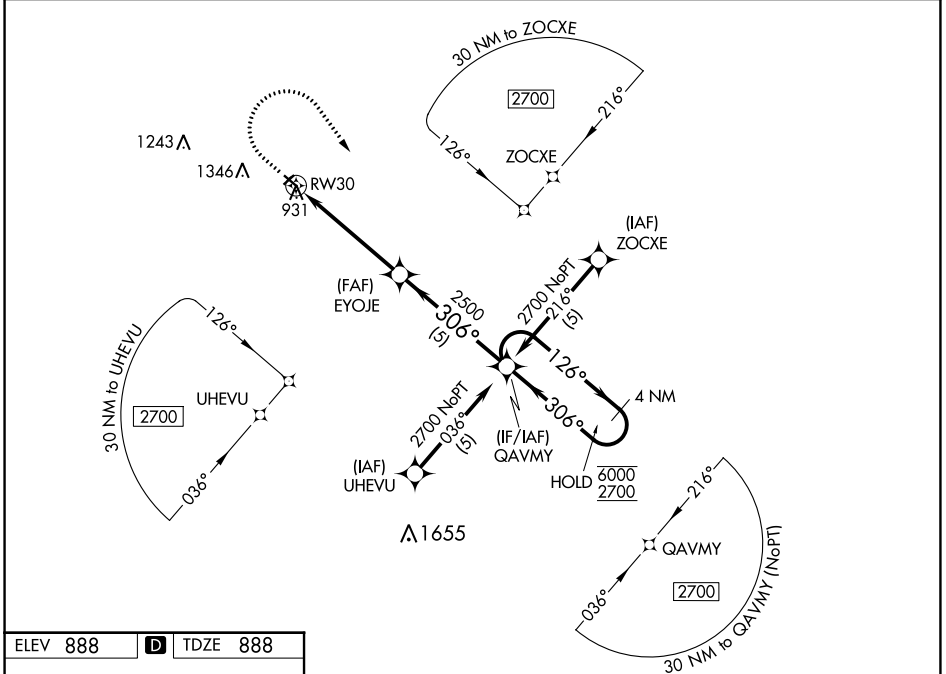 30 NM to ZOCXE
2700
216°
126°
ZOCXE
1243
1346
RW30
931
(IAF)
ZOCXE
(FAF)
EYOJE
2500
306°
(5)
2700 NoPT
216°
(5)
126°
306°
4 NM
30 NM to UHEVU
126°
UHEVU
2700
036°
2700 NoPT
036°
(5)
(IF/IAF)
QAVMY
(IAF)
UHEVU
HOLD 6000
2700
1655
216°
QAVMY
036°
2700
30 NM to QAVMY (NoPT)
ELEV 888 D TDZE 888